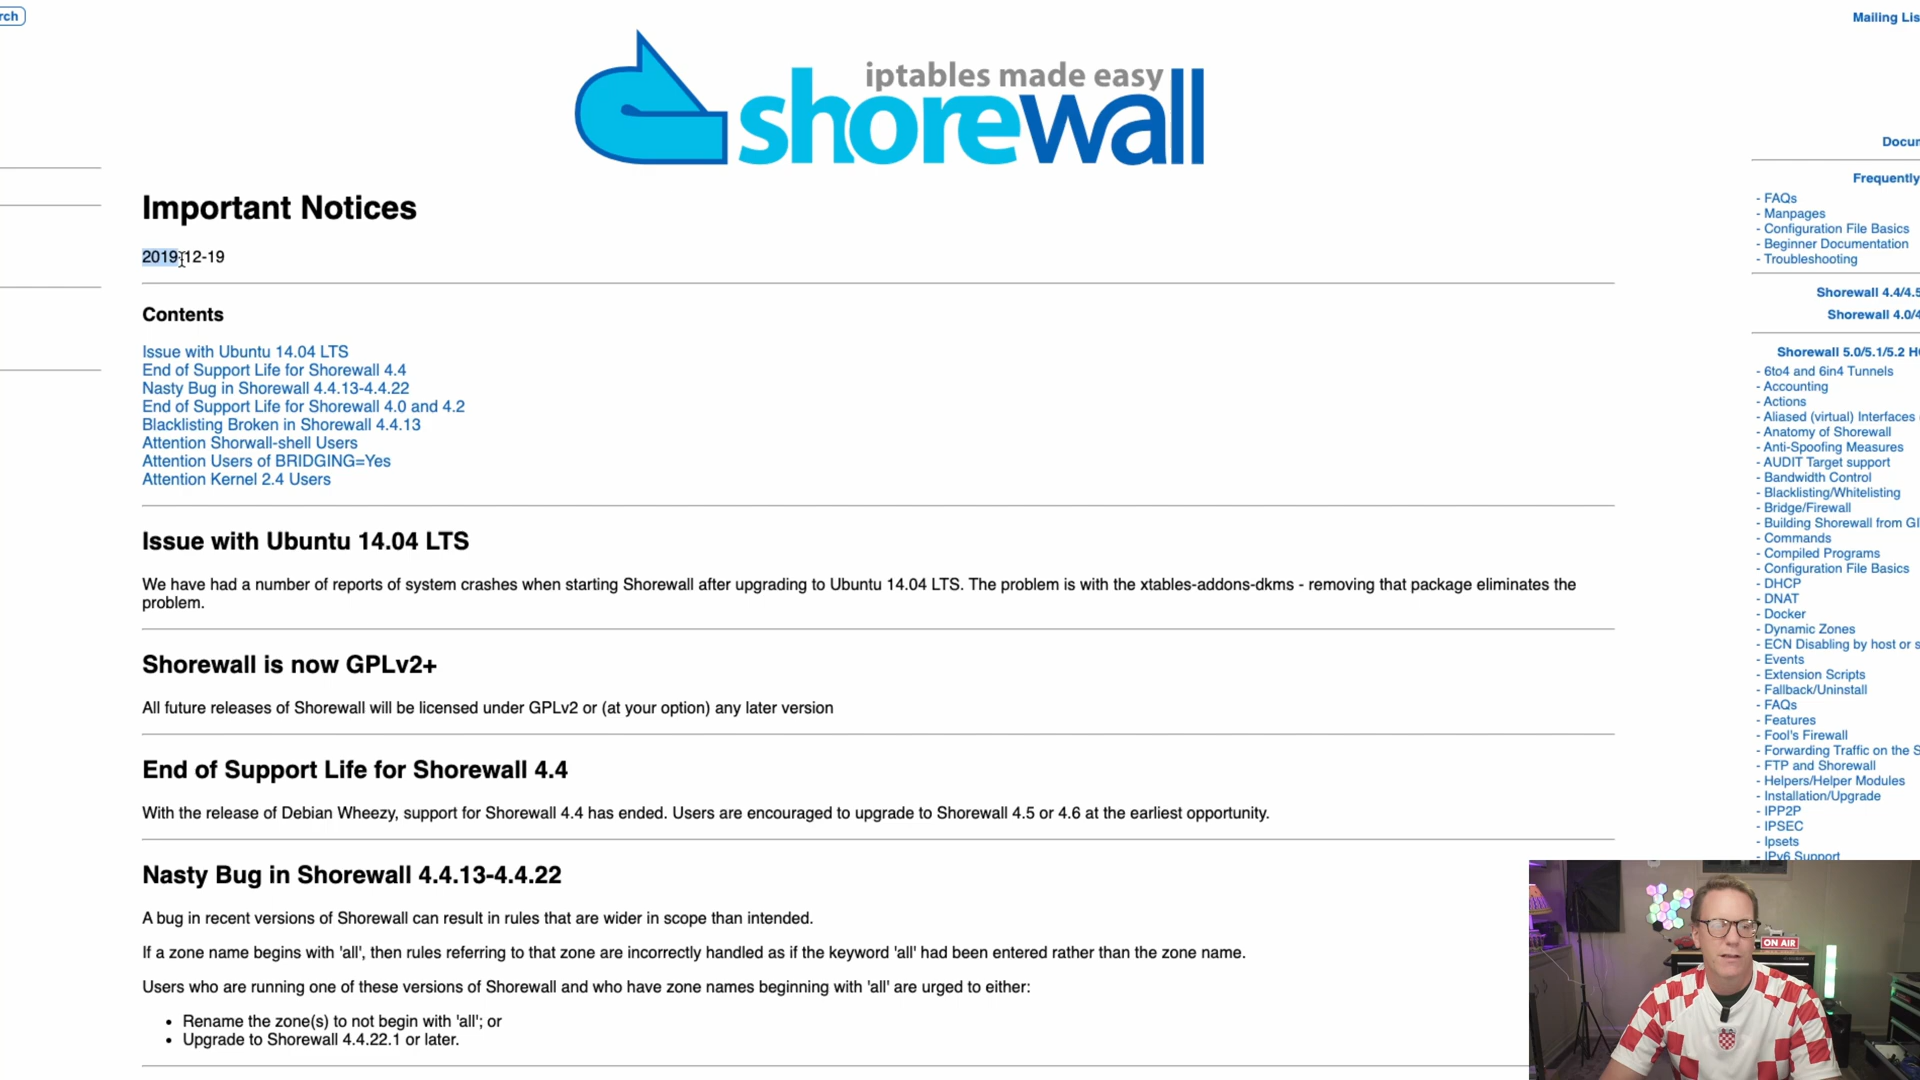 rch
Mailing Lis
iptables made easy
shorewall
Important Notices
2019-12-19
Contents
Issue with Ubuntu 14.04 LTS
End of Support Life for Shorewall 4.4
Nasty Bug in Shorewall 4.4.13-4.4.22
End of Support Life for Shorewall 4.0 and 4.2
Blacklisting Broken in Shorewall 4.4.13
Attention Shorwall-shell Users
Attention Users of BRIDGING=Yes
Attention Kernel 2.4 Users
Issue with Ubuntu 14.04 LTS
We have had a number of reports of system crashes when starting Shorewall after upgrading to Ubuntu 14.04 LTS. The problem is with the xtables-addons-dkms - removing that package eliminates the
problem.
Shorewall is now GPLv2+
All future releases of Shorewall will be licensed under GPLv2 or (at your option) any later version
End of Support Life for Shorewall 4.4
With the release of Debian Wheezy, support for Shorewall 4.4 has ended. Users are encouraged to upgrade to Shorewall 4.5 or 4.6 at the earliest opportunity.
Nasty Bug in Shorewall 4.4.13-4.4.22
A bug in recent versions of Shorewall can result in rules that are wider in scope than intended.
If a zone name begins with 'all', then rules referring to that zone are incorrectly handled as if the keyword 'all' had been entered rather than the zone name.
Users who are running one of these versions of Shorewall and who have zone names beginning with 'all' are urged to either:
• Rename the zone(s) to not begin with 'all'; or
• Upgrade to Shorewall 4.4.22.1 or later.
Docur
Frequently
- FAQs
- Manpages
- Configuration File Basics
- Beginner Documentation
- Troubleshooting
Shorewall 4.4/4.5
Shorewall 4.0/4
Shorewall 5.0/5.1/5.2 H
- 6to4 and 6in4 Tunnels
- Accounting
- Actions
- Aliased (virtual) Interfaces
- Anatomy of Shorewall
- Anti-Spoofing Measures
- AUDIT Target support
- Bandwidth Control
- Blacklisting/Whitelisting
- Bridge/Firewall
- Building Shorewall from GI
- Commands
- Compiled Programs
- Configuration File Basics
- DHCP
- DNAT
- Docker
- Dynamic Zones
- ECN Disabling by host or s
- Events
- Extension Scripts
- Fallback/Uninstall
- FAQs
- Features
- Fool's Firewall
- Forwarding Traffic on the S
- FTP and Shorewall
- Helpers/Helper Modules
- Installation/Upgrade
- IPP2P
- IPSEC
- Ipsets
- IPv6 Support
ON AIR